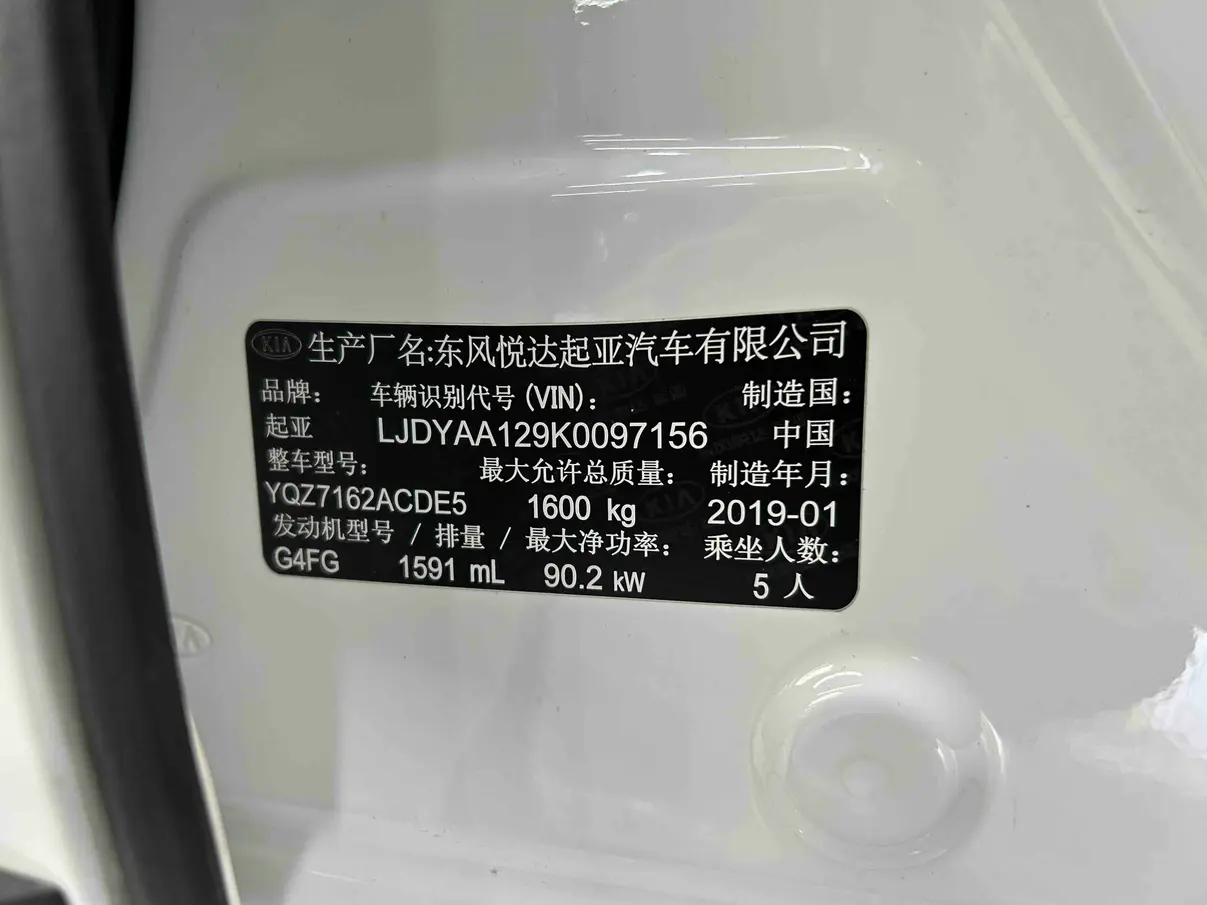 KIA 生产厂名:东风悦达起亚汽车有限公司
品牌: 车辆识别代号 (VIN): 制造国:
起亚 LJDYAA129K0097156 中国
整车型号: 最大允许总质量: 制造年月:
YQZ7162ACDE5 1600 kg 2019-01
发动机型号 / 排量 / 最大净功率: 乘坐人数:
G4FG 1591 mL 90.2 kW 5 人